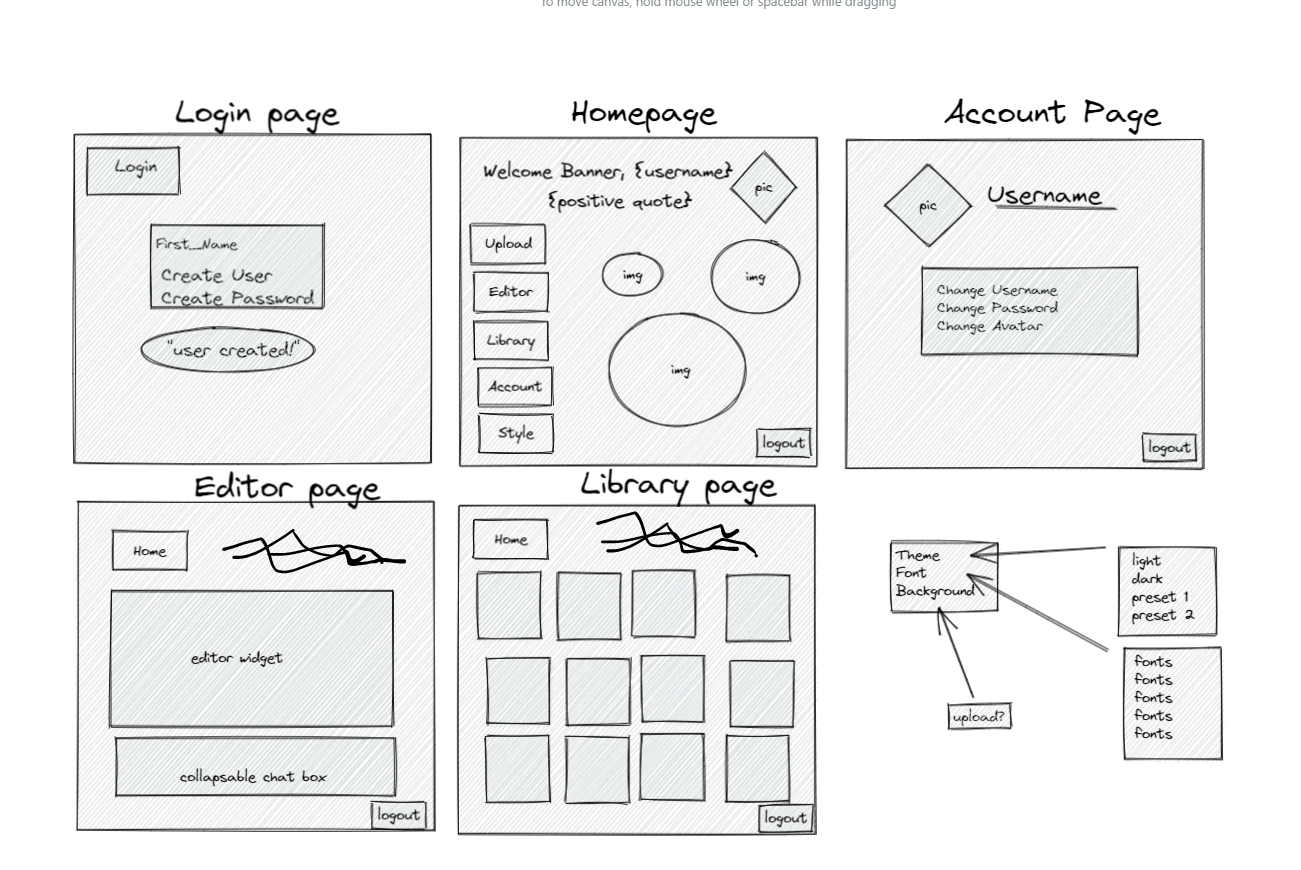 To move canvas, hold mouse wheel or spacebar while dragging
Login page
Login
First_Name
Create User
Create Password
"user created!"
Homepage
Welcome Banner, {username}
{positive quote}
pic
Upload
Editor
Library
Account
Style
img
img
img
logout
Account Page
pic
Username
Change Username
Change Password
Change Avatar
logout
Editor page
Home
editor widget
collapsable chat box
logout
Library page
Home
logout
Theme
Font
Background
upload?
light
dark
preset 1
preset 2
fonts
fonts
fonts
fonts
fonts